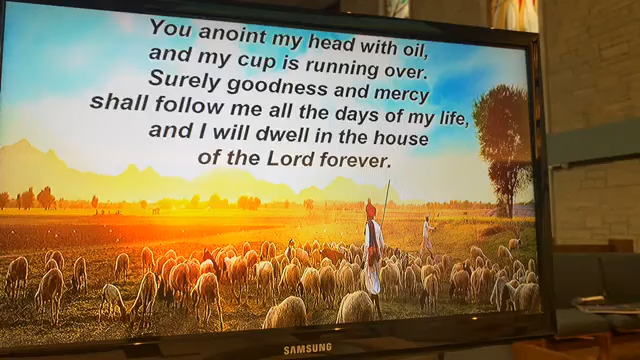 You anoint my head with oil,
and my cup is running over.
Surely goodness and mercy
shall follow me all the days of my life,
and I will dwell in the house
of the Lord forever.
SAMSUNG